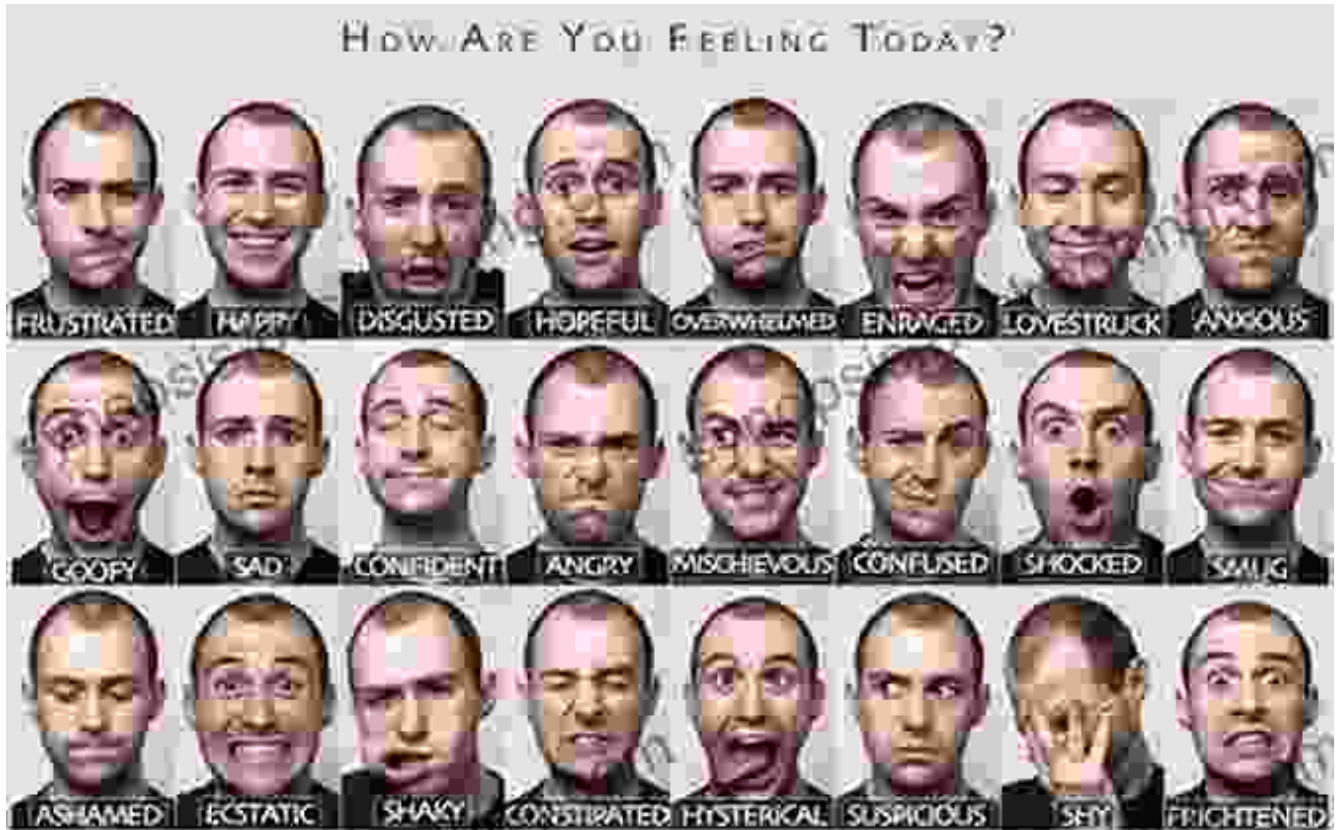 How Are You Feeling Today?
FRUSTRATED HAPPY DISGUSTED HOPEFUL OVERWHELMED ENRAGED LOVESTRUCK ANXIOUS
GOOFY SAD CONFIDENT ANGRY MISCHIEVOUS CONFUSED SHOCKED SMUG
ASHAMED ECSTATIC SHAKY CONSTIPATED HYSTERICAL SUSPICIOUS SHY FRIGHTENED